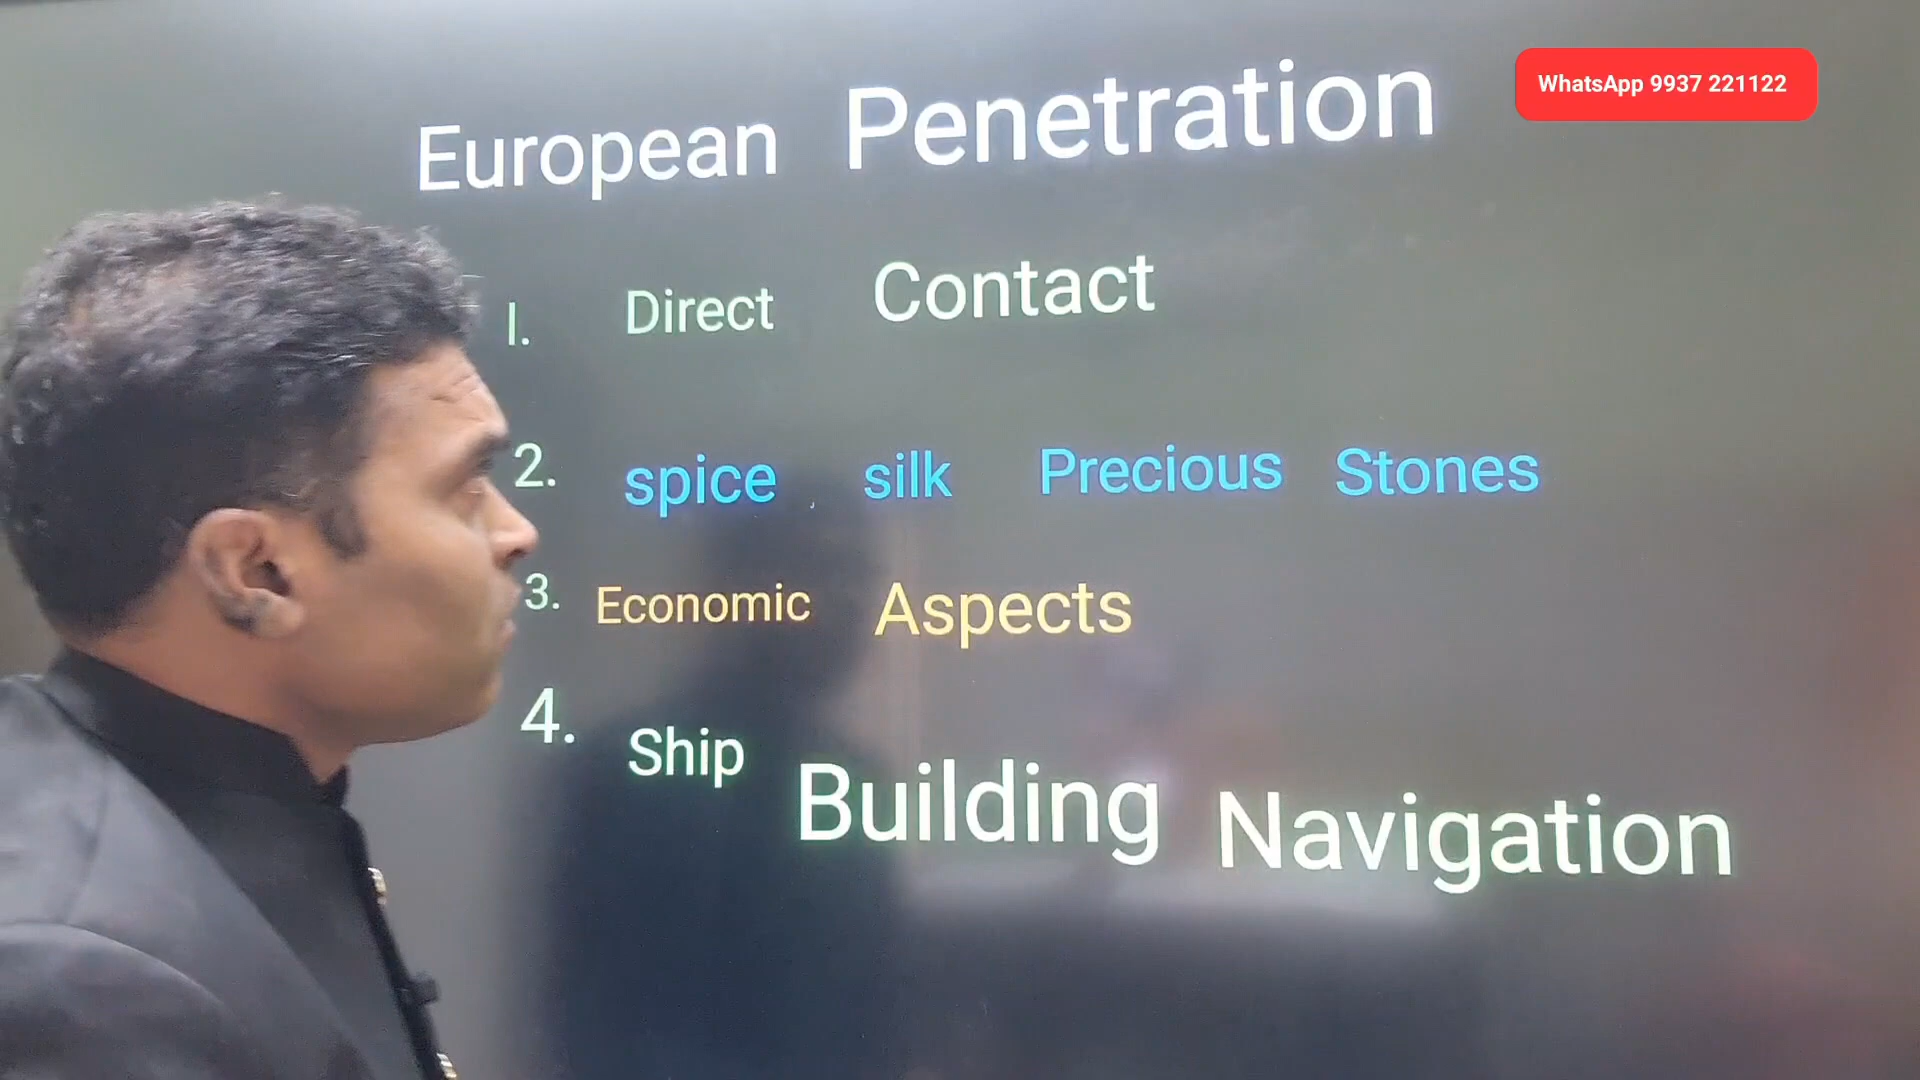 WhatsApp 9937 221122
European Penetration
1. Direct Contact
2. spice , silk Precious Stones
3. Economic Aspects
4. Ship Building Navigation